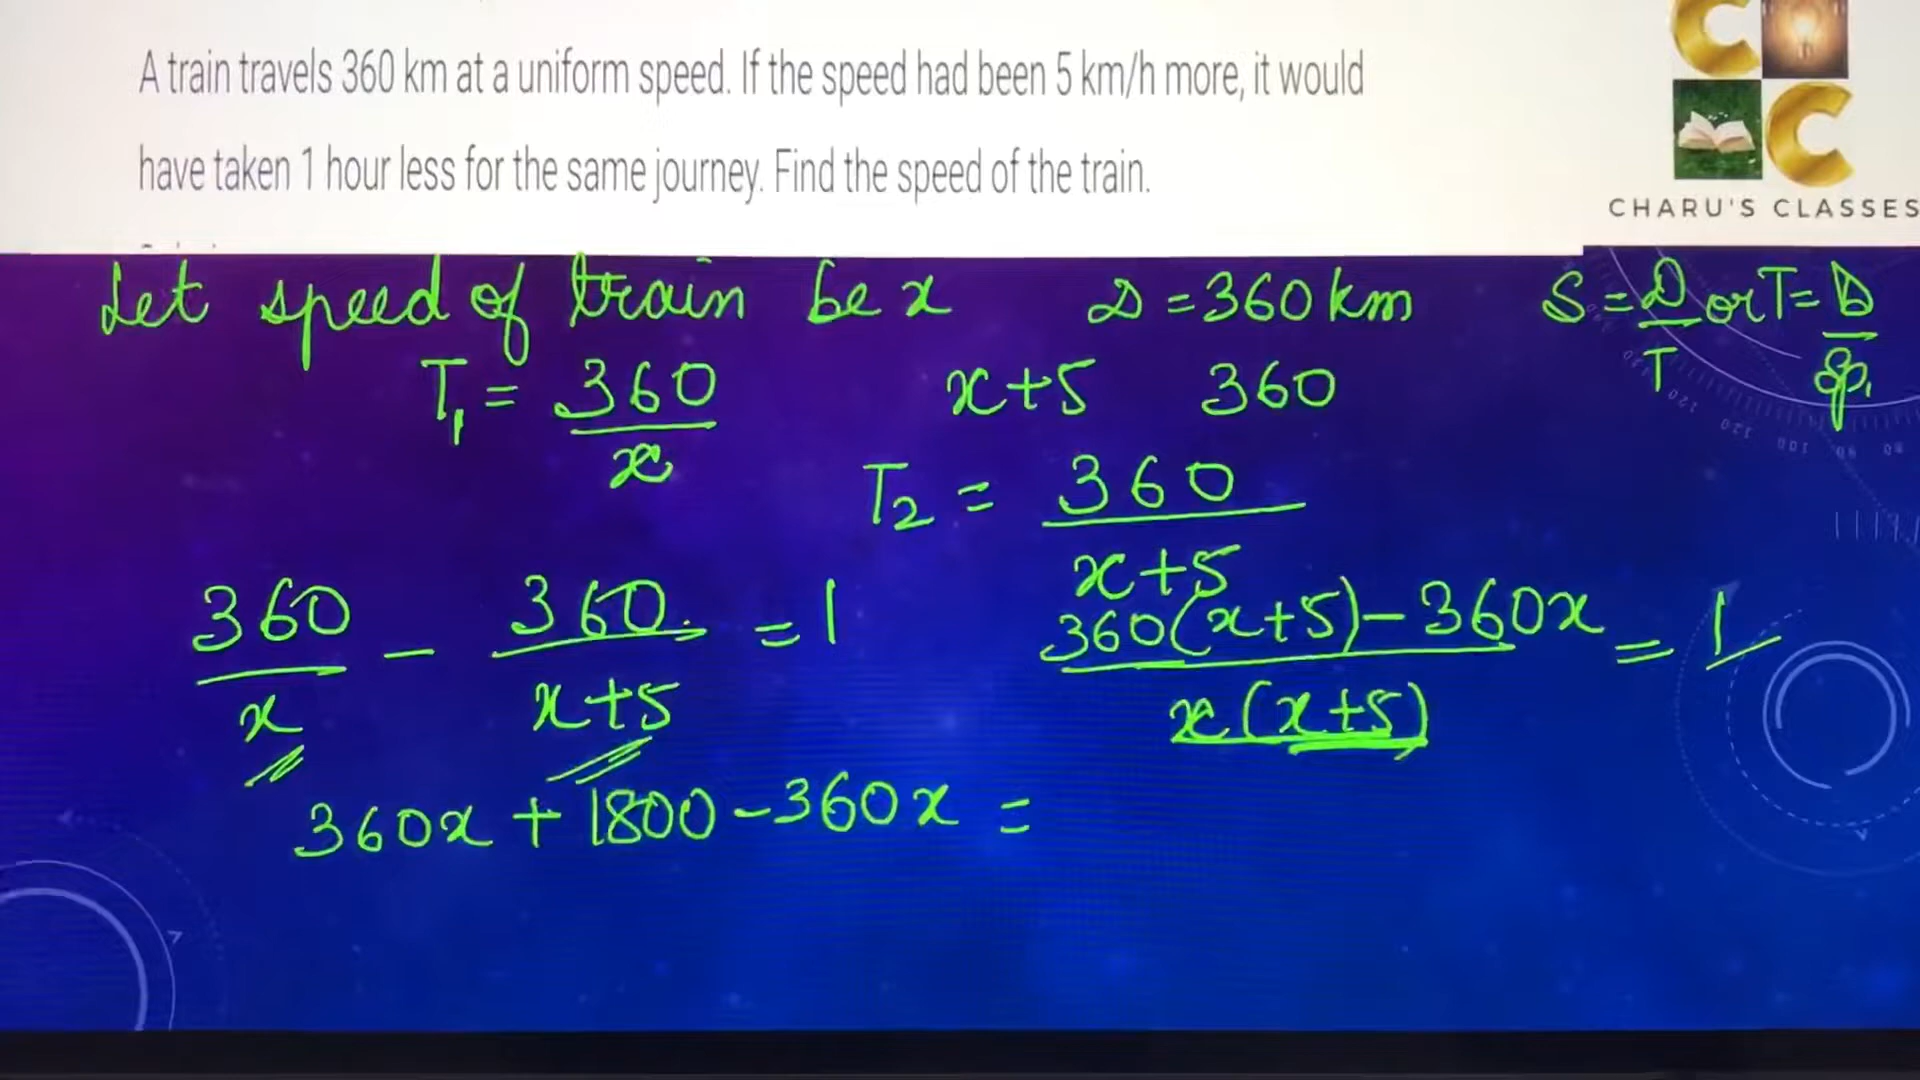 A train travels 360 km at a uniform speed. If the speed had been 5 km/h more, it would
have taken 1 hour less for the same journey. Find the speed of the train.
CHARU'S CLASSES
Let speed of train be x D = 360 km S = D/T or T = D/Sp.
T₁ = 360/x x+5 360
T₂ = 360/x+5
360/x - 360/x+5 = 1 360(x+5) - 360x/x(x+5) = 1
360x + 1800 - 360x =